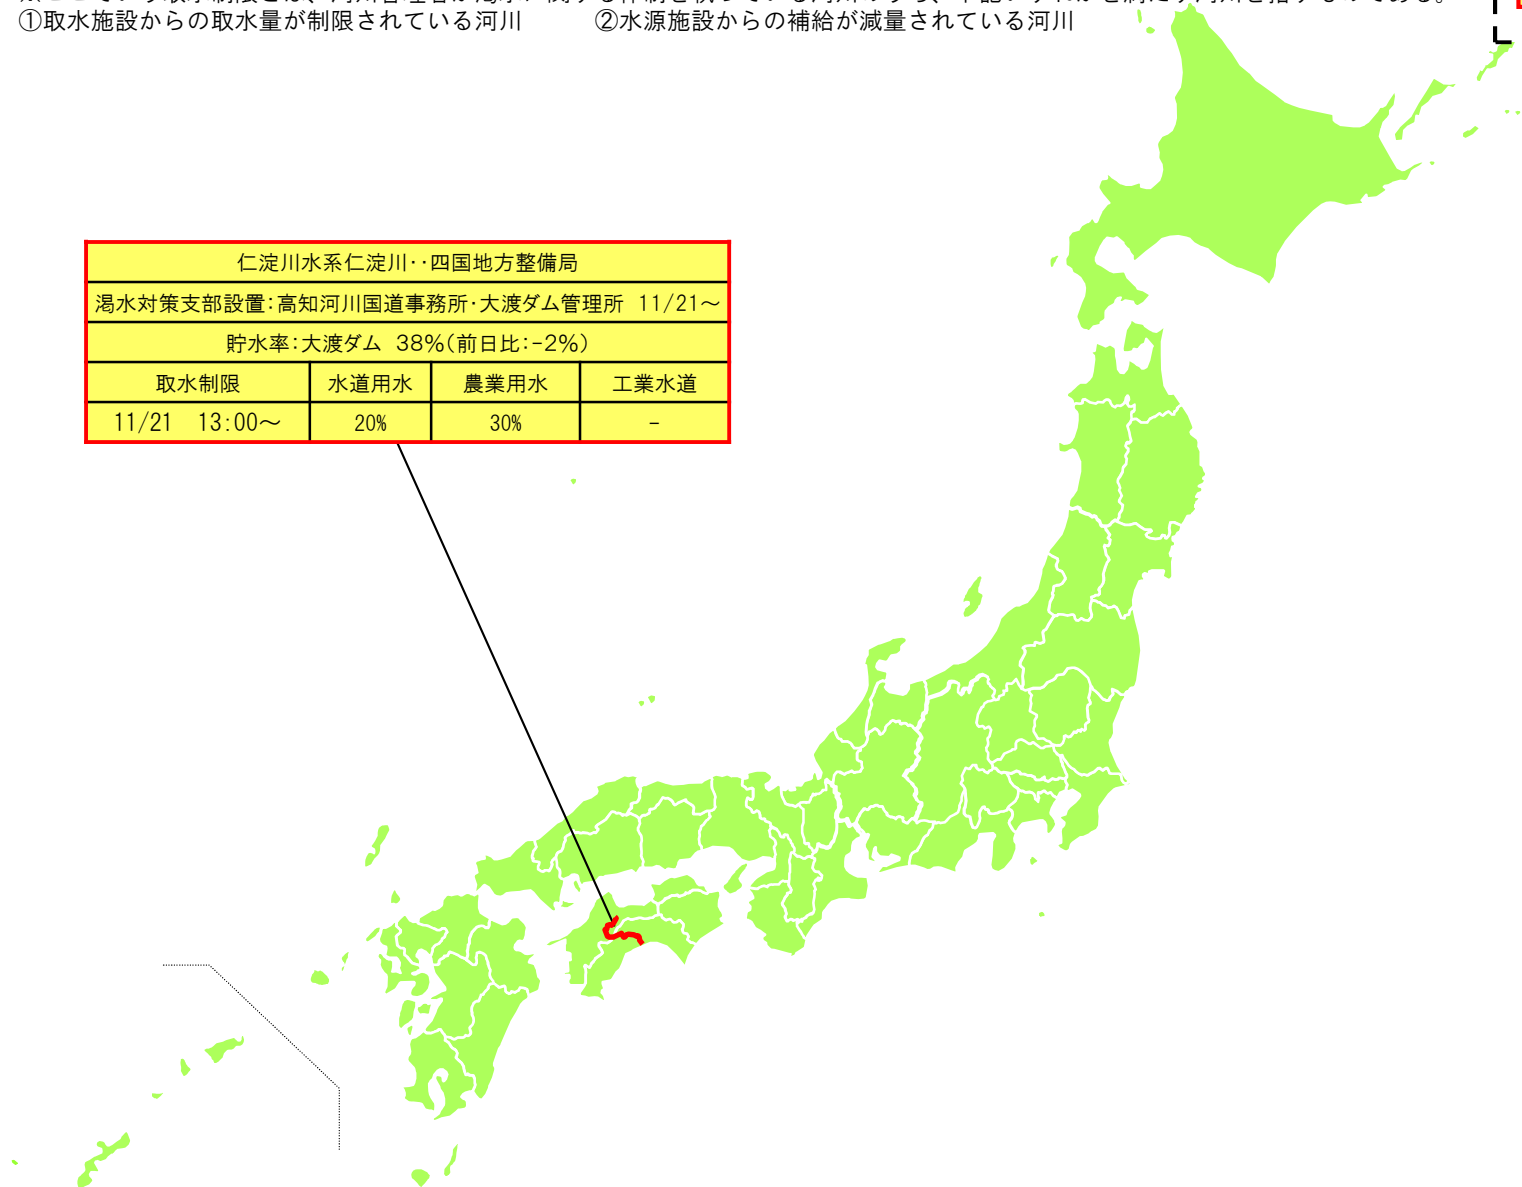 ①取水施設からの取水量が制限されている河川 ②水源施設からの補給が減量されている河川
仁淀川水系仁淀川・・四国地方整備局
渇水対策支部設置：高知河川国道事務所・大渡ダム管理所 11/21～
貯水率：大渡ダム 38%（前日比：-2%）
取水制限 水道用水 農業用水 工業水道
11/21 13:00～ 20% 30% －